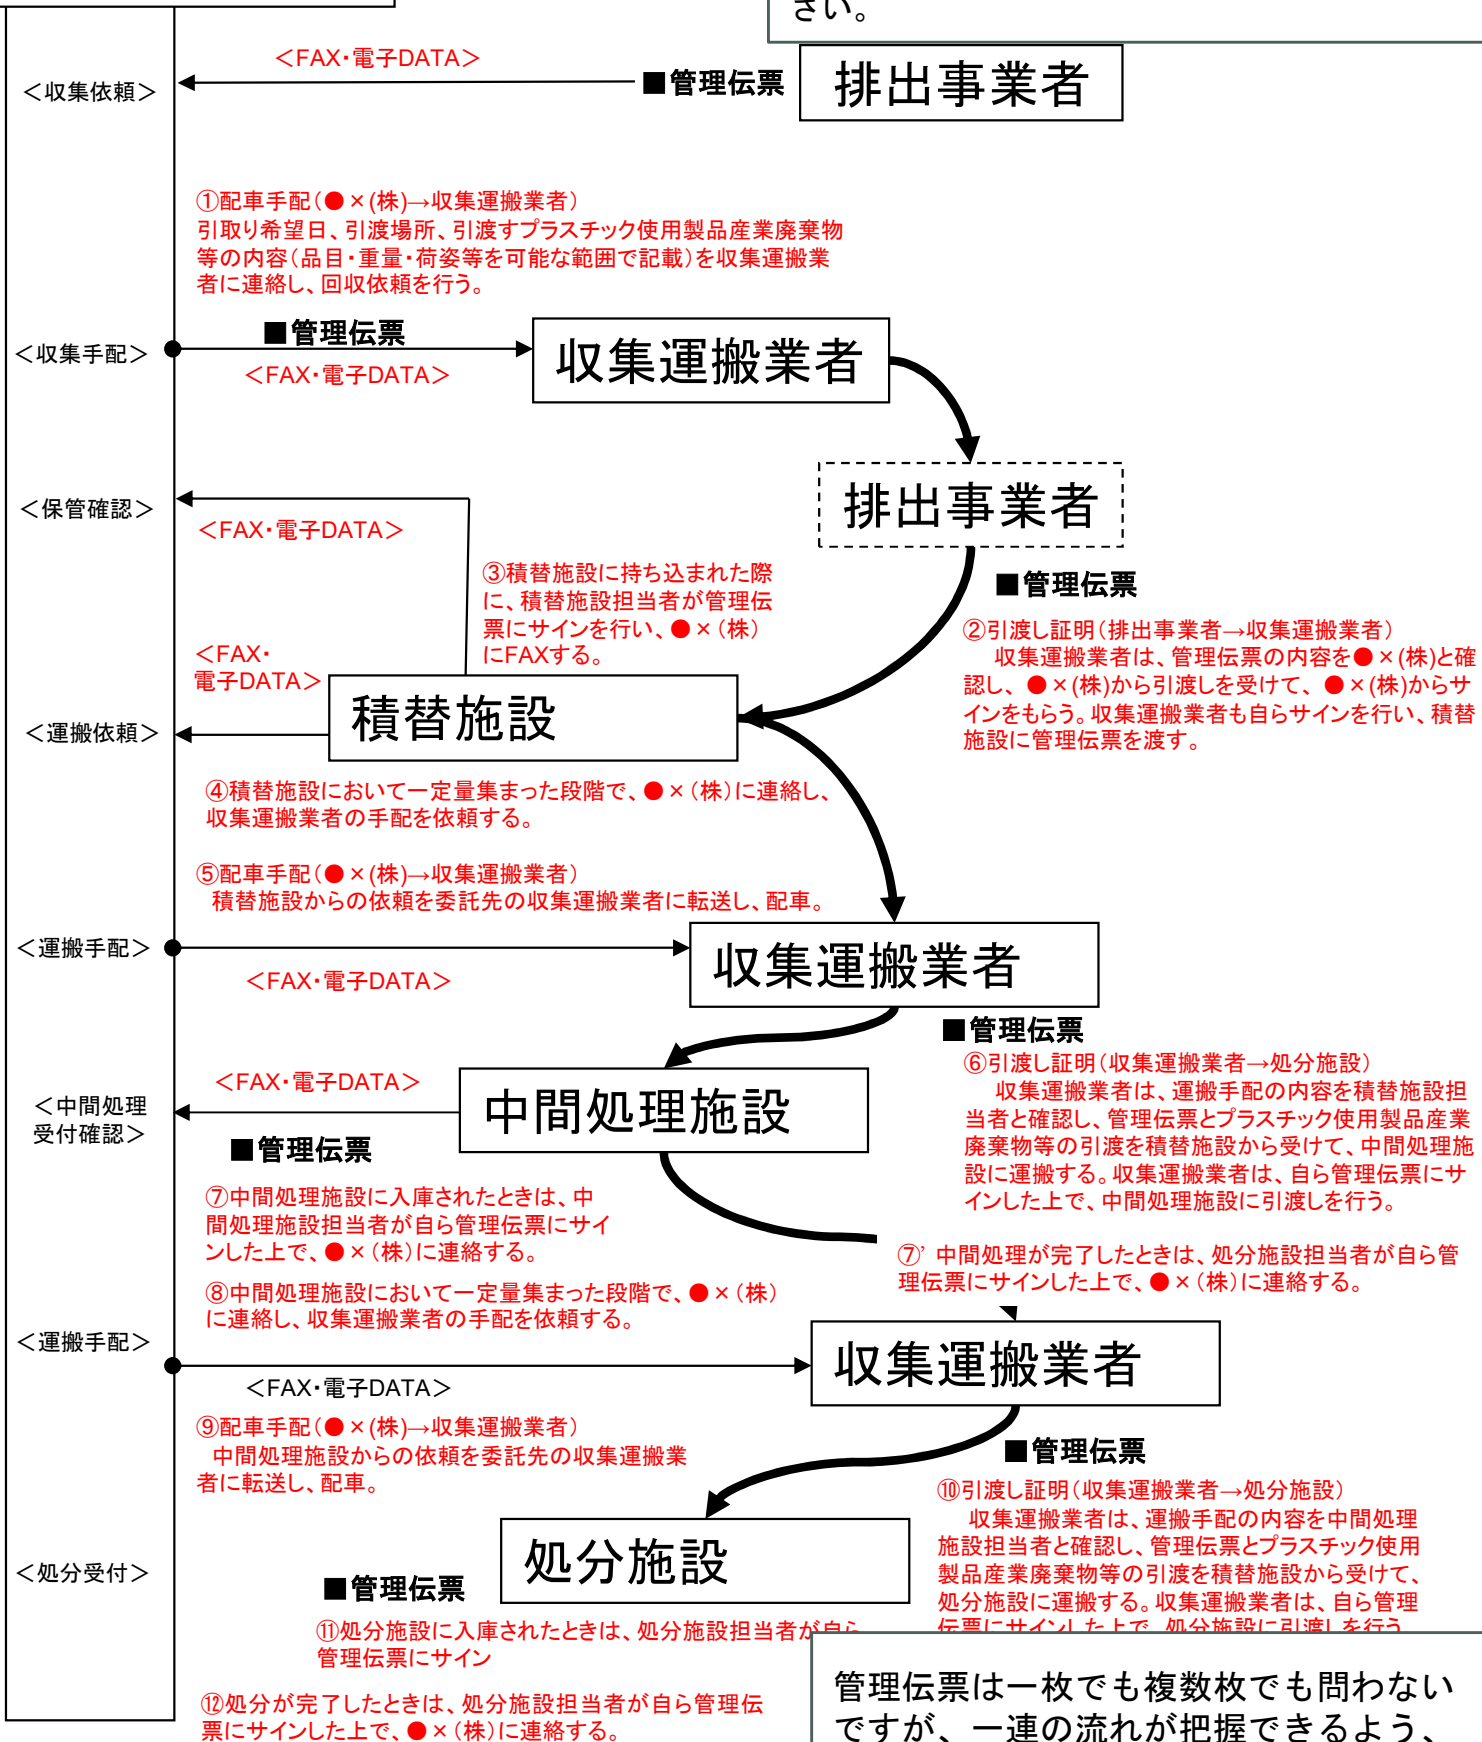 さい。
＜FAX・電子DATA＞
＜収集依頼＞
■管理伝票
排出事業者
①配車手配（●×(株)→収集運搬業者）
引取り希望日、引渡場所、引渡すプラスチック使用製品産業廃棄物
等の内容（品目・重量・荷姿等を可能な範囲で記載）を収集運搬業
者に連絡し、回収依頼を行う。
■管理伝票
＜収集手配＞
＜FAX・電子DATA＞
収集運搬業者
＜保管確認＞
＜FAX・電子DATA＞
排出事業者
③積替施設に持ち込まれた際
に、積替施設担当者が管理伝
票にサインを行い、●×（株）
にFAXする。
■管理伝票
②引渡し証明（排出事業者→収集運搬業者）
収集運搬業者は、管理伝票の内容を●×(株)と確
認し、●×(株)から引渡しを受けて、●×(株)からサ
インをもらう。収集運搬業者も自らサインを行い、積替
施設に管理伝票を渡す。
＜FAX・
電子DATA＞
積替施設
＜運搬依頼＞
④積替施設において一定量集まった段階で、●×（株）に連絡し、
収集運搬業者の手配を依頼する。
⑤配車手配（●×(株)→収集運搬業者）
積替施設からの依頼を委託先の収集運搬業者に転送し、配車。
＜運搬手配＞
＜FAX・電子DATA＞
収集運搬業者
■管理伝票
⑥引渡し証明（収集運搬業者→処分施設）
収集運搬業者は、運搬手配の内容を積替施設担
当者と確認し、管理伝票とプラスチック使用製品産業
廃棄物等の引渡を積替施設から受けて、中間処理施
設に運搬する。収集運搬業者は、自ら管理伝票にサ
インした上で、中間処理施設に引渡しを行う。
＜FAX・電子DATA＞
中間処理施設
＜中間処理
受付確認＞
■管理伝票
⑦中間処理施設に入庫されたときは、中
間処理施設担当者が自ら管理伝票にサイ
ンした上で、●×（株）に連絡する。
⑦’中間処理が完了したときは、処分施設担当者が自ら管
理伝票にサインした上で、●×（株）に連絡する。
⑧中間処理施設において一定量集まった段階で、●×（株）
に連絡し、収集運搬業者の手配を依頼する。
＜運搬手配＞
収集運搬業者
＜FAX・電子DATA＞
⑨配車手配（●×(株)→収集運搬業者）
中間処理施設からの依頼を委託先の収集運搬業
者に転送し、配車。
■管理伝票
⑩引渡し証明（収集運搬業者→処分施設）
収集運搬業者は、運搬手配の内容を中間処理
施設担当者と確認し、管理伝票とプラスチック使用
製品産業廃棄物等の引渡を積替施設から受けて、
処分施設に運搬する。収集運搬業者は、自ら管理
伝票にサインした上で、処分施設に引渡しを行う
処分施設
＜処分受付＞
■管理伝票
⑪処分施設に入庫されたときは、処分施設担当者が自ら
管理伝票にサイン
⑫処分が完了したときは、処分施設担当者が自ら管理伝
票にサインした上で、●×（株）に連絡する。
管理伝票は一枚でも複数枚でも問わない
ですが、一連の流れが把握できるよう、